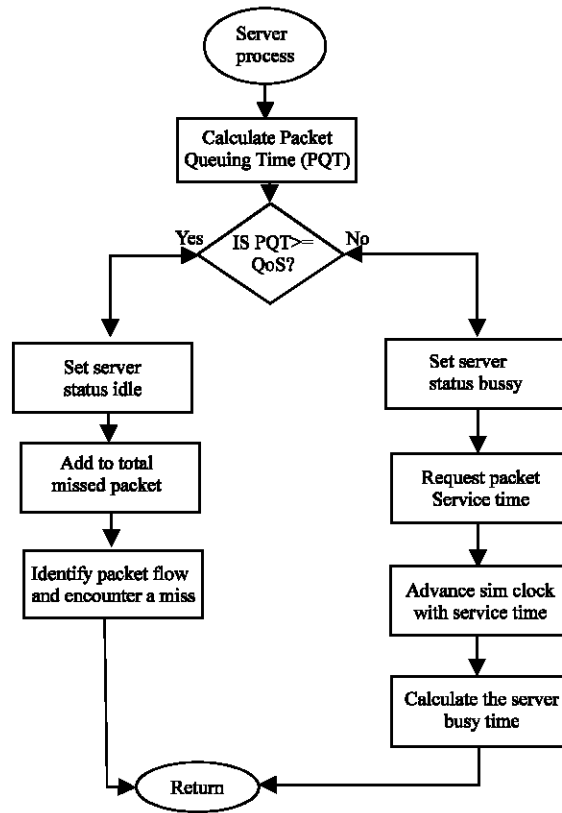 Server
process
Calculate Packet
Queuing Time (PQT)
Yes
IS PQT>=
QoS?
No
Set server
status idle
Add to total
missed packet
Identify packet flow
and encounter a miss
Set server
status bussy
Request packet
Service time
Advance sim clock
with service time
Calculate the server
busy time
Return